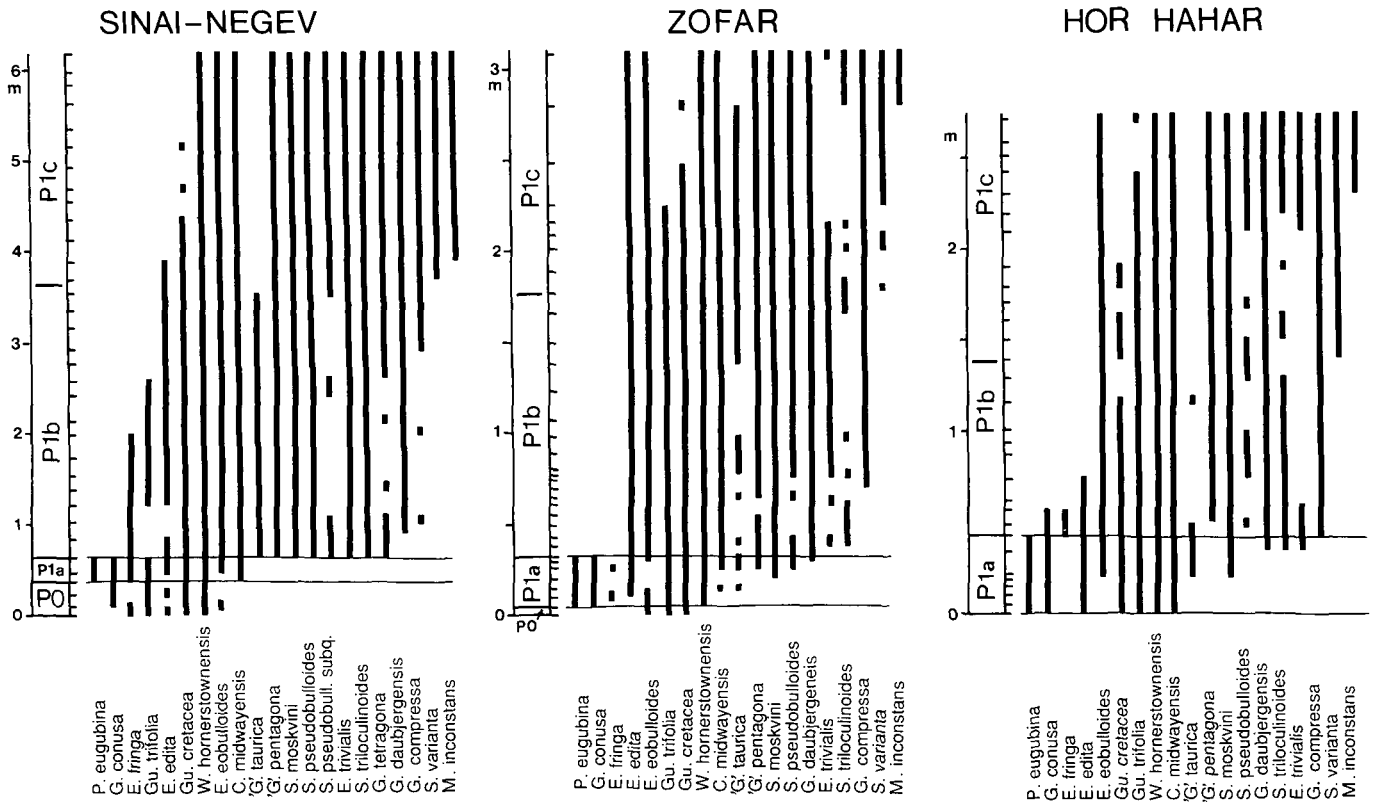 SINAI-NEGEV
6
m
5
4
3
2
1
0
P1c
P1b
P1a
P0
P. eugubina
G. conusa
E. fringa
Gu. trifolia
E. edita
Gu. cretacea
W. hornerstownensis
E. eobulloides
C. midwayensis
'G'. taurica
'G'. pentagona
S. moskvini
S. pseudobulloides
S. pseudobull. subq.
E. trivialis
S. triloculinoides
G. tetragona
G. daubjergensis
G. compressa
S. varianta
M. inconstans
ZOFAR
3
m
2
1
0
P1c
P1b
P1a
P0
P. eugubina
G. conusa
E. fringa
E. edita
E. eobulloides
Gu. trifolia
Gu. cretacea
W. hornerstownensis
C. midwayensis
'G'. taurica
'G'. pentagona
S. moskvini
S. pseudobulloides
G. daubjergeneis
E. trivialis
S. triloculinoides
G. compressa
S. varianta
M. inconstans
HOR HAHAR
m
2
1
0
P1c
P1b
P1a
P. eugubina
G. conusa
E. fringa
E. edita
E. eobulloides
Gu. cretacea
Gu. trifolia
W. hornerstownensis
C. midwayensis
'G'. taurica
'G'. pentagona
S. moskvini
S. pseudobulloides
G. daubjergensis
S. triloculinoides
E. trivialis
G. compressa
S. varianta
M. inconstans